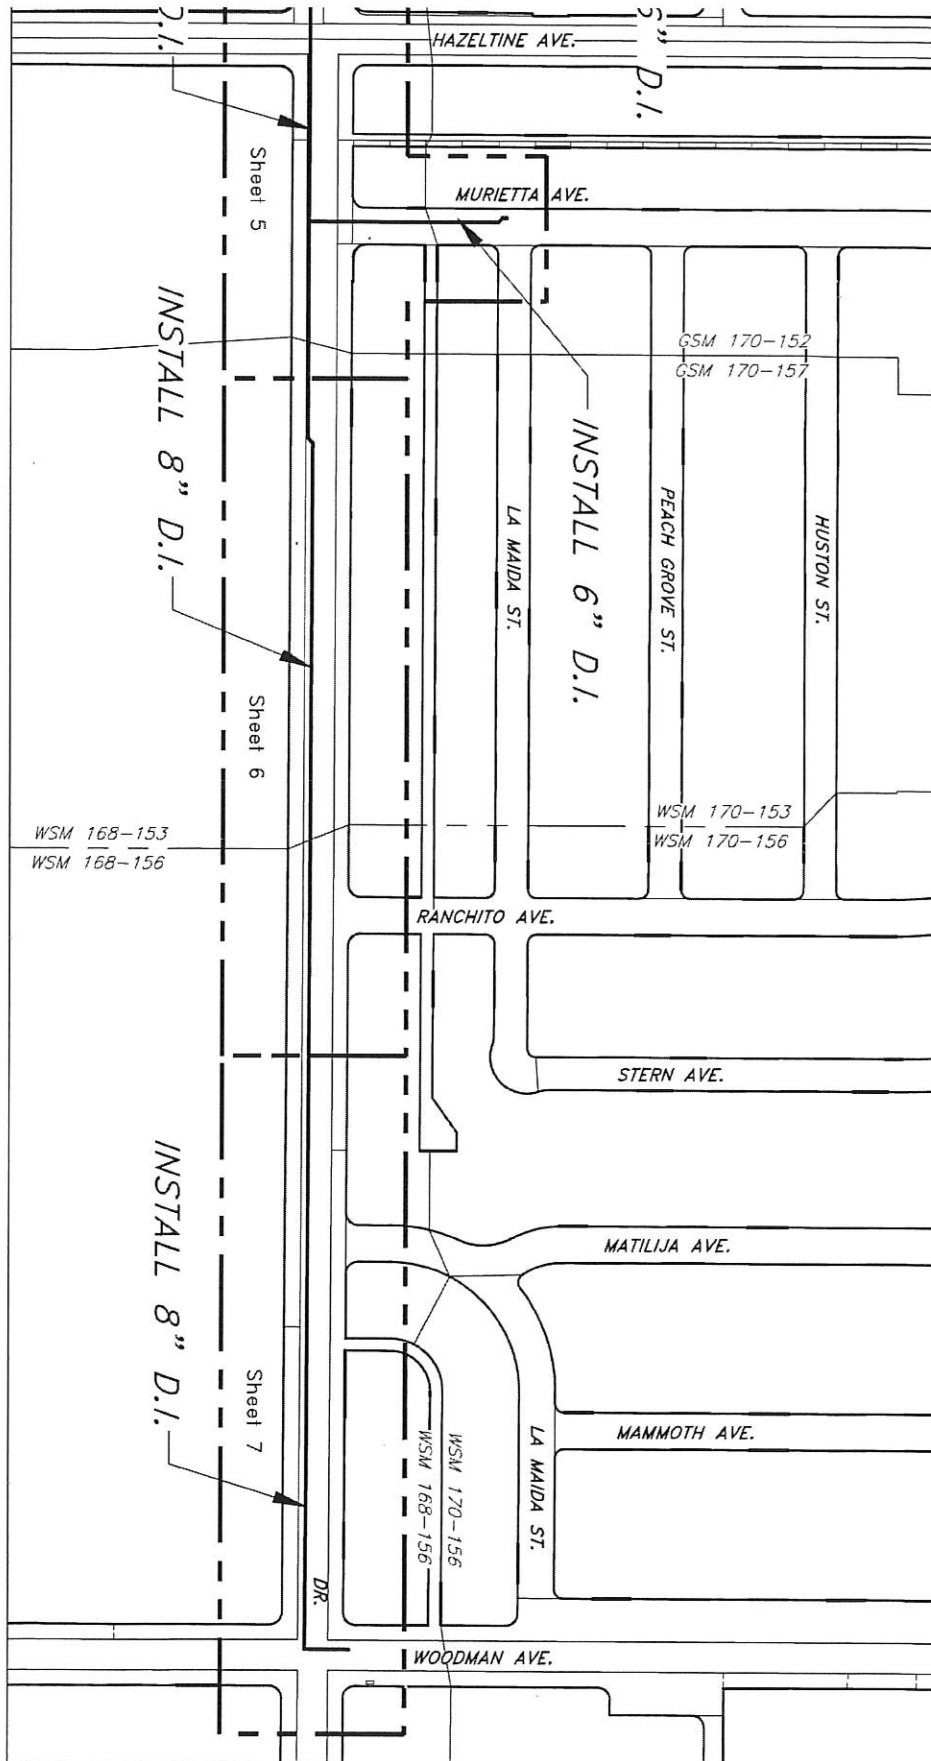 HAZELTINE AVE.
6" D.I.
D.I.
Sheet 5
MURIETTA AVE.
INSTALL 8" D.I.
GSM 170-152
GSM 170-157
INSTALL 6" D.I.
LA MAIDA ST.
PEACH GROVE ST.
HUSTON ST.
Sheet 6
WSM 168-153
WSM 168-156
WSM 170-153
WSM 170-156
RANCHITO AVE.
STERN AVE.
INSTALL 8" D.I.
MATILIJA AVE.
Sheet 7
MAMMOTH AVE.
LA MAIDA ST.
WSM 170-156
WSM 168-156
DR.
WOODMAN AVE.